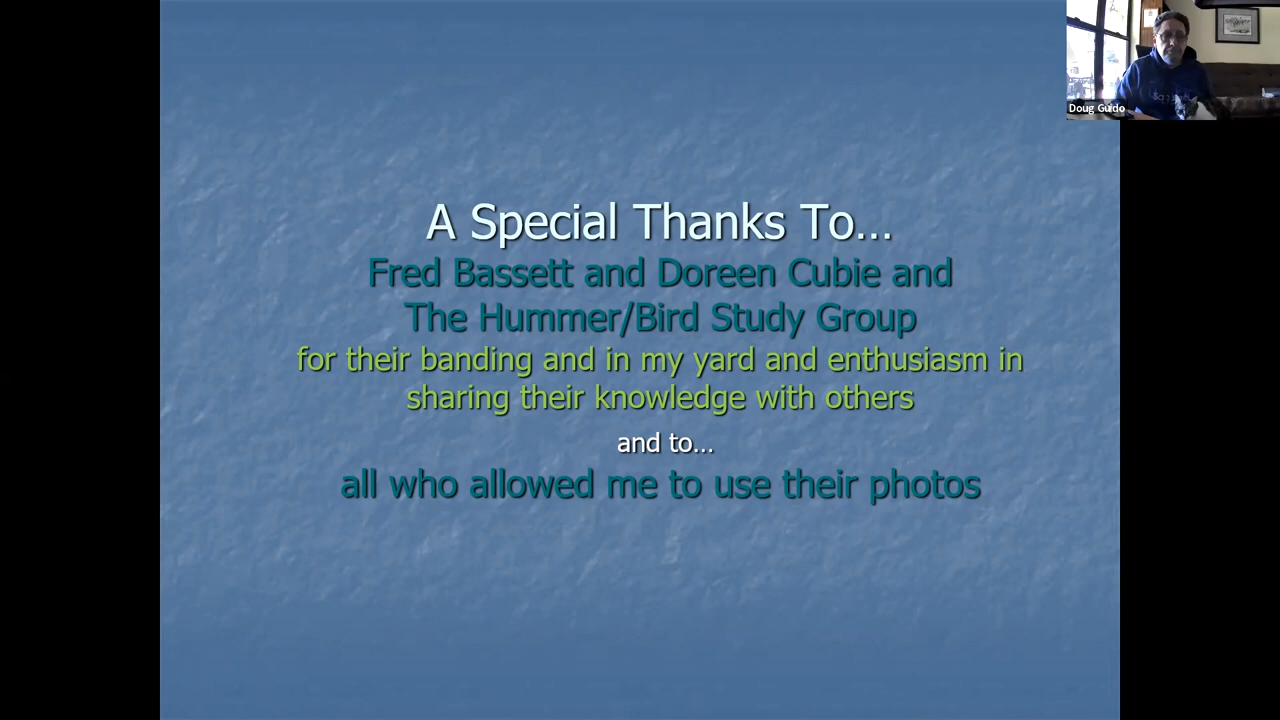 Doug Guido
A Special Thanks To...
Fred Bassett and Doreen Cubie and
The Hummer/Bird Study Group
for their banding and in my yard and enthusiasm in
sharing their knowledge with others
and to...
all who allowed me to use their photos